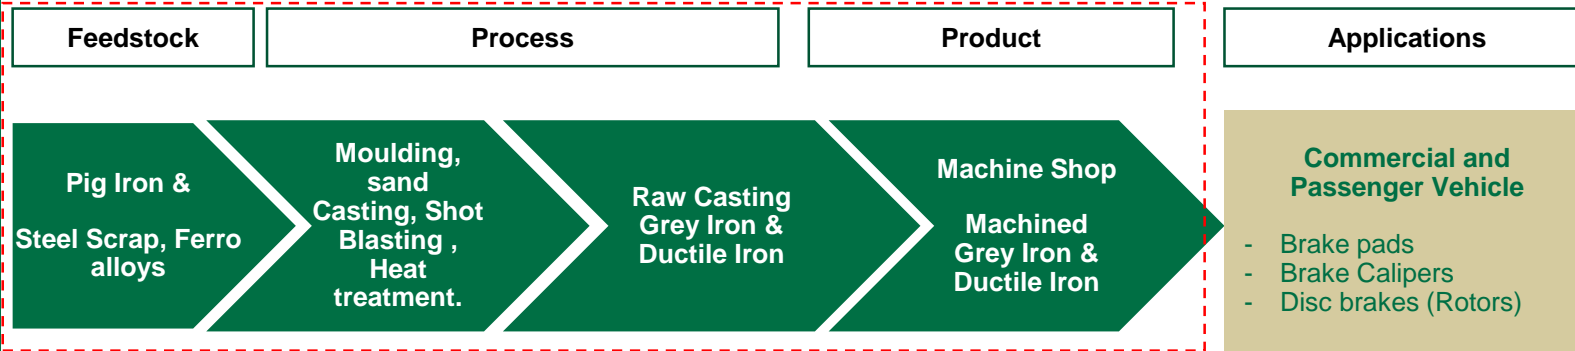 Feedstock
Process
Product
Applications
Pig Iron &
Steel Scrap, Ferro
alloys
Moulding,
sand
Casting, Shot
Blasting ,
Heat
treatment.
Raw Casting
Grey Iron &
Ductile Iron
Machine Shop
Machined
Grey Iron &
Ductile Iron
Commercial and
Passenger Vehicle
- Brake pads
- Brake Calipers
- Disc brakes (Rotors)